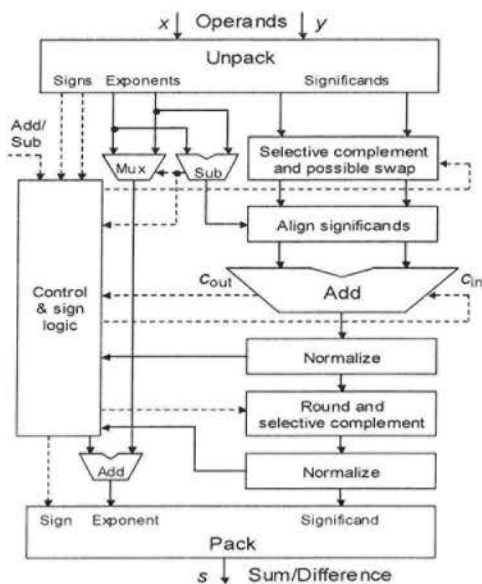 x Operands y
Unpack
Signs Exponents Significands
Add/
Sub
Mux
Sub
Selective complement
and possible swap
Align significands
Control
& sign
logic
cout
Add
cin
Normalize
Round and
selective complement
Add
Normalize
Sign Exponent Significand
Pack
s Sum/Difference